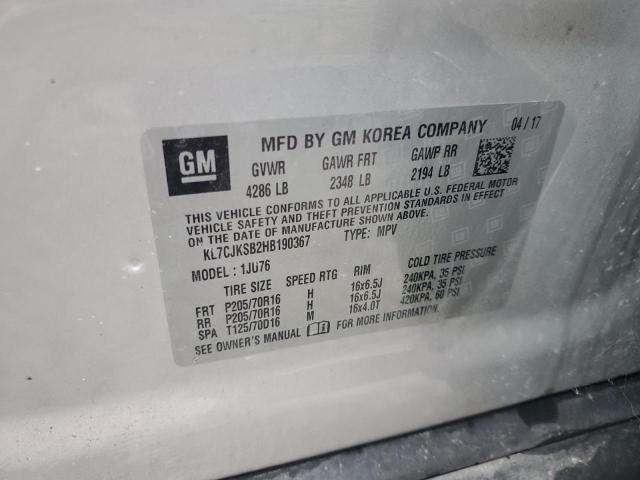 GM
MFD BY GM KOREA COMPANY 04 / 17
GVWR GAWR FRT GAWP RR
4286 LB 2348 LB 2194 LB
THIS VEHICLE CONFORMS TO ALL APPLICABLE U.S. FEDERAL MOTOR
VEHICLE SAFETY AND THEFT PREVENTION STANDARDS IN EFFECT
ON THE DATE OF MANUFACTURE SHOWN ABOVE.
KL7CJKSB2HB190367 TYPE: MPV
MODEL : 1JU76
TIRE SIZE SPEED RTG RIM COLD TIRE PRESSURE
FRT P205/70R16 H 16x6.5J 240KPA, 35 PSI
RR P205/70R16 H 16x6.5J 240KPA, 35 PSI
SPA T125/70D16 M 16x4.0T 420KPA, 60 PSI
SEE OWNER'S MANUAL FOR MORE INFORMATION.